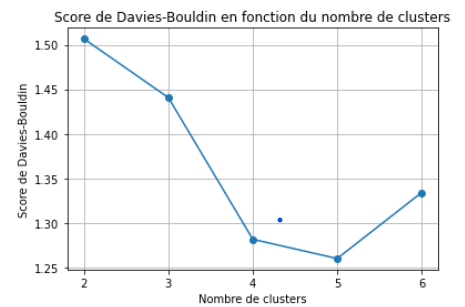 Score de Davies-Bouldin en fonction du nombre de clusters
1.50
1.45
1.40
1.35
1.30
1.25
Score de Davies-Bouldin
2 3 4 5 6
Nombre de clusters